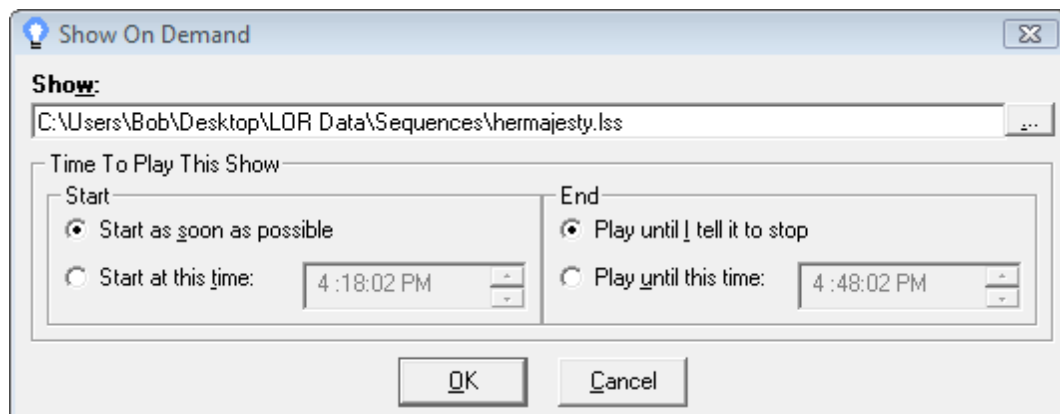 Show On Demand
Show:
C:\Users\Bob\Desktop\LOR Data\Sequences\hermajesty.lss
...
Time To Play This Show
Start
Start as soon as possible
Start at this time:
4 :18:02 PM
End
Play until I tell it to stop
Play until this time:
4 :48:02 PM
OK
Cancel